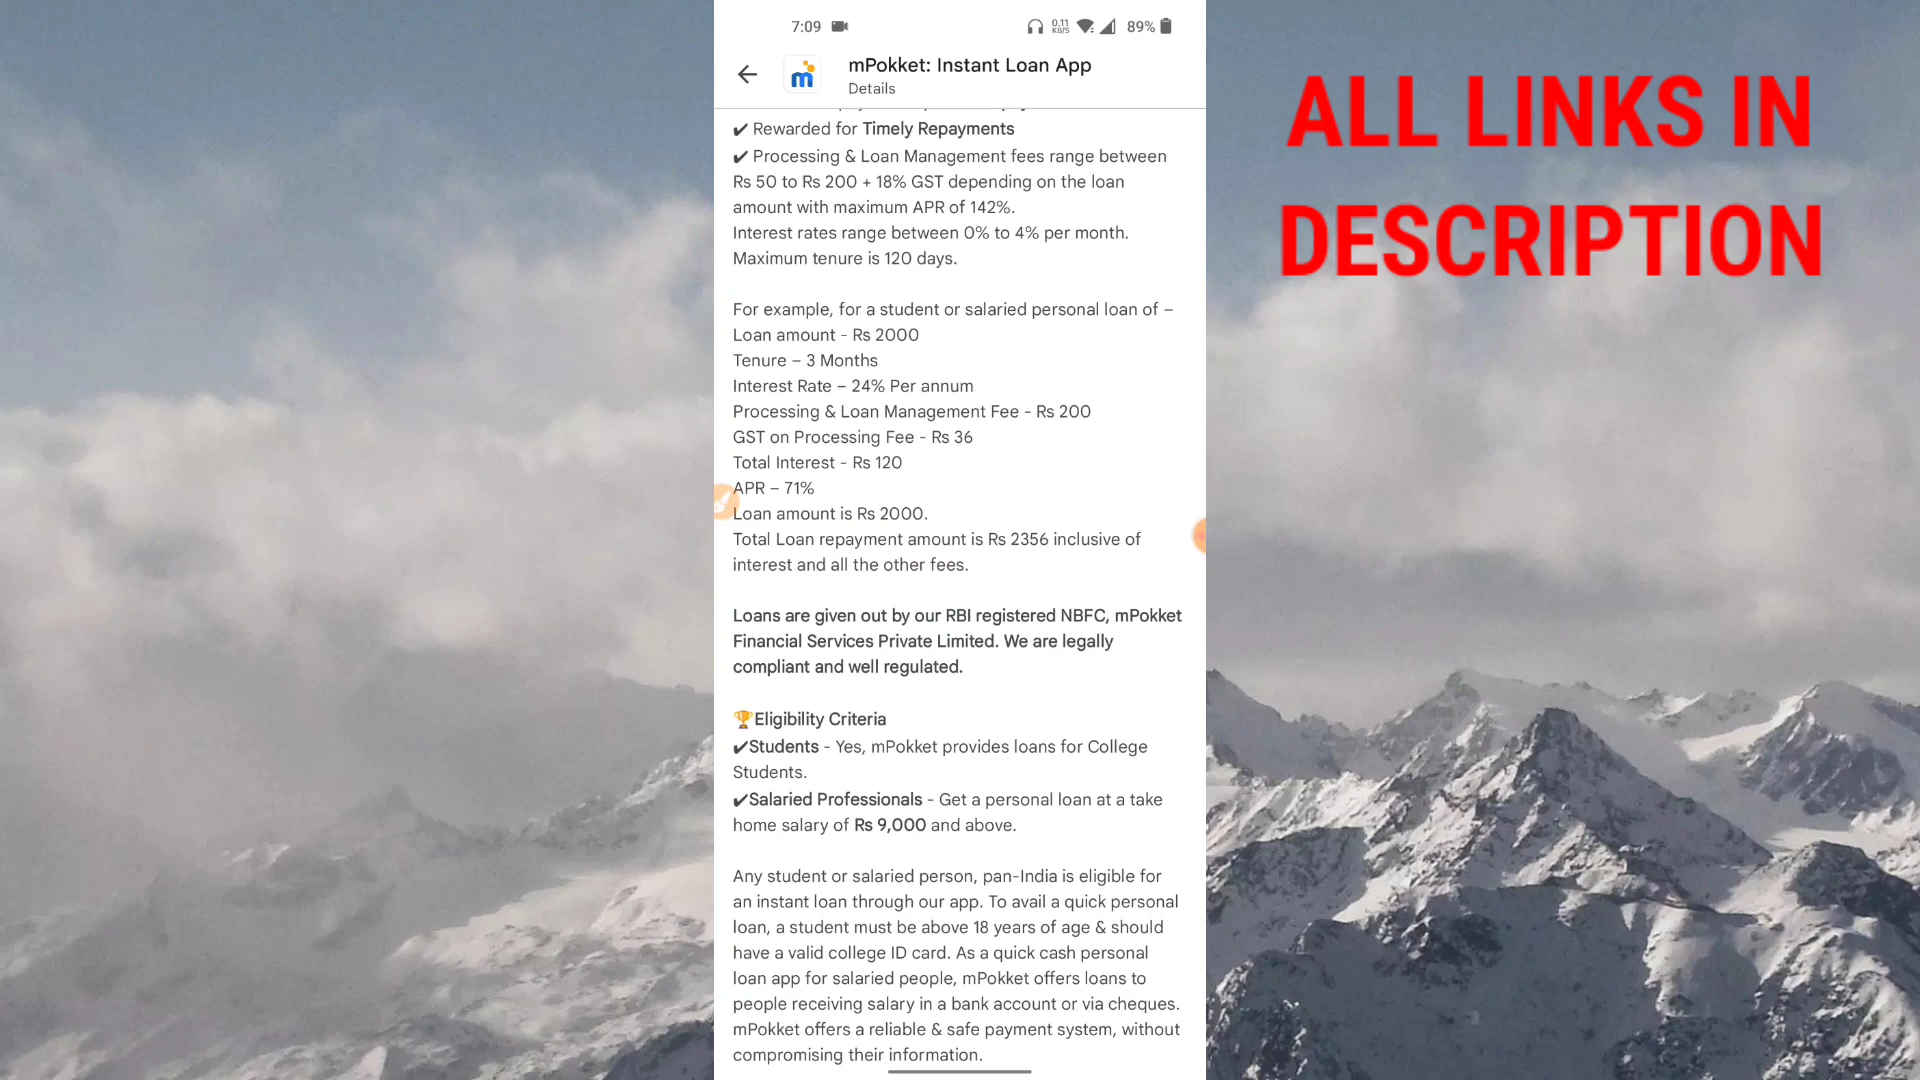 7:09
0.11
KB/S
89%
mPokket: Instant Loan App
Details
✔ Rewarded for Timely Repayments
✔ Processing & Loan Management fees range between
Rs 50 to Rs 200 + 18% GST depending on the loan
amount with maximum APR of 142%.
Interest rates range between 0% to 4% per month.
Maximum tenure is 120 days.
For example, for a student or salaried personal loan of –
Loan amount - Rs 2000
Tenure – 3 Months
Interest Rate – 24% Per annum
Processing & Loan Management Fee - Rs 200
GST on Processing Fee - Rs 36
Total Interest - Rs 120
APR – 71%
Loan amount is Rs 2000.
Total Loan repayment amount is Rs 2356 inclusive of
interest and all the other fees.
Loans are given out by our RBI registered NBFC, mPokket
Financial Services Private Limited. We are legally
compliant and well regulated.
🏆Eligibility Criteria
✔Students - Yes, mPokket provides loans for College
Students.
✔Salaried Professionals - Get a personal loan at a take
home salary of Rs 9,000 and above.
Any student or salaried person, pan-India is eligible for
an instant loan through our app. To avail a quick personal
loan, a student must be above 18 years of age & should
have a valid college ID card. As a quick cash personal
loan app for salaried people, mPokket offers loans to
people receiving salary in a bank account or via cheques.
mPokket offers a reliable & safe payment system, without
compromising their information.
ALL LINKS IN
DESCRIPTION